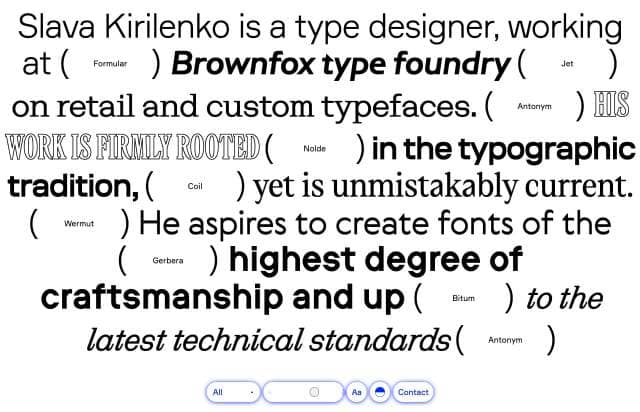 Slava Kirilenko is a type designer, working
at ( Formular ) Brownfox type foundry ( Jet )
on retail and custom typefaces. ( Antonym ) HIS
WORK IS FIRMLY ROOTED ( Nolde ) in the typographic
tradition, ( Coil ) yet is unmistakably current.
( Wermut ) He aspires to create fonts of the
( Gerbera ) highest degree of
craftsmanship and up ( Bitum ) to the
latest technical standards ( Antonym )
All Aa Contact